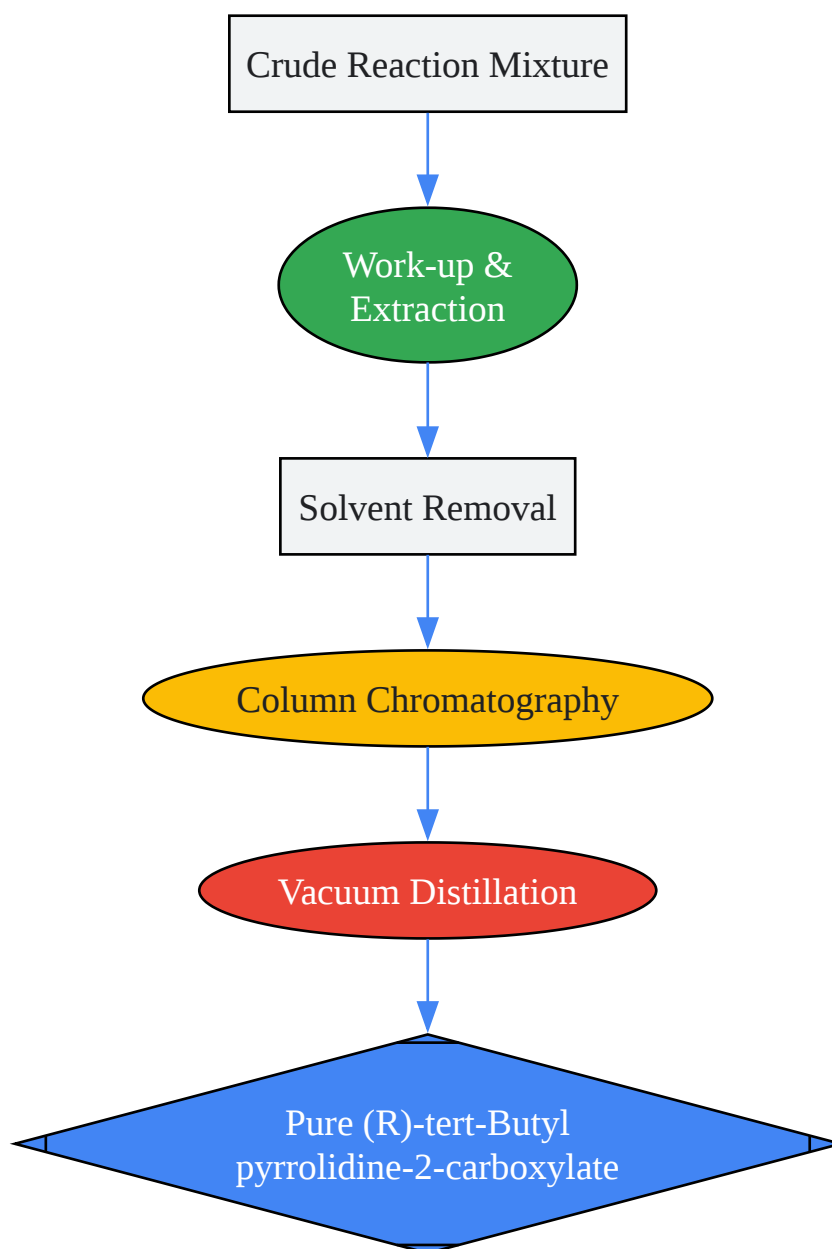 Crude Reaction Mixture
Work-up &
Extraction
Solvent Removal
Column Chromatography
Vacuum Distillation
Pure (R)-tert-Butyl
pyrrolidine-2-carboxylate